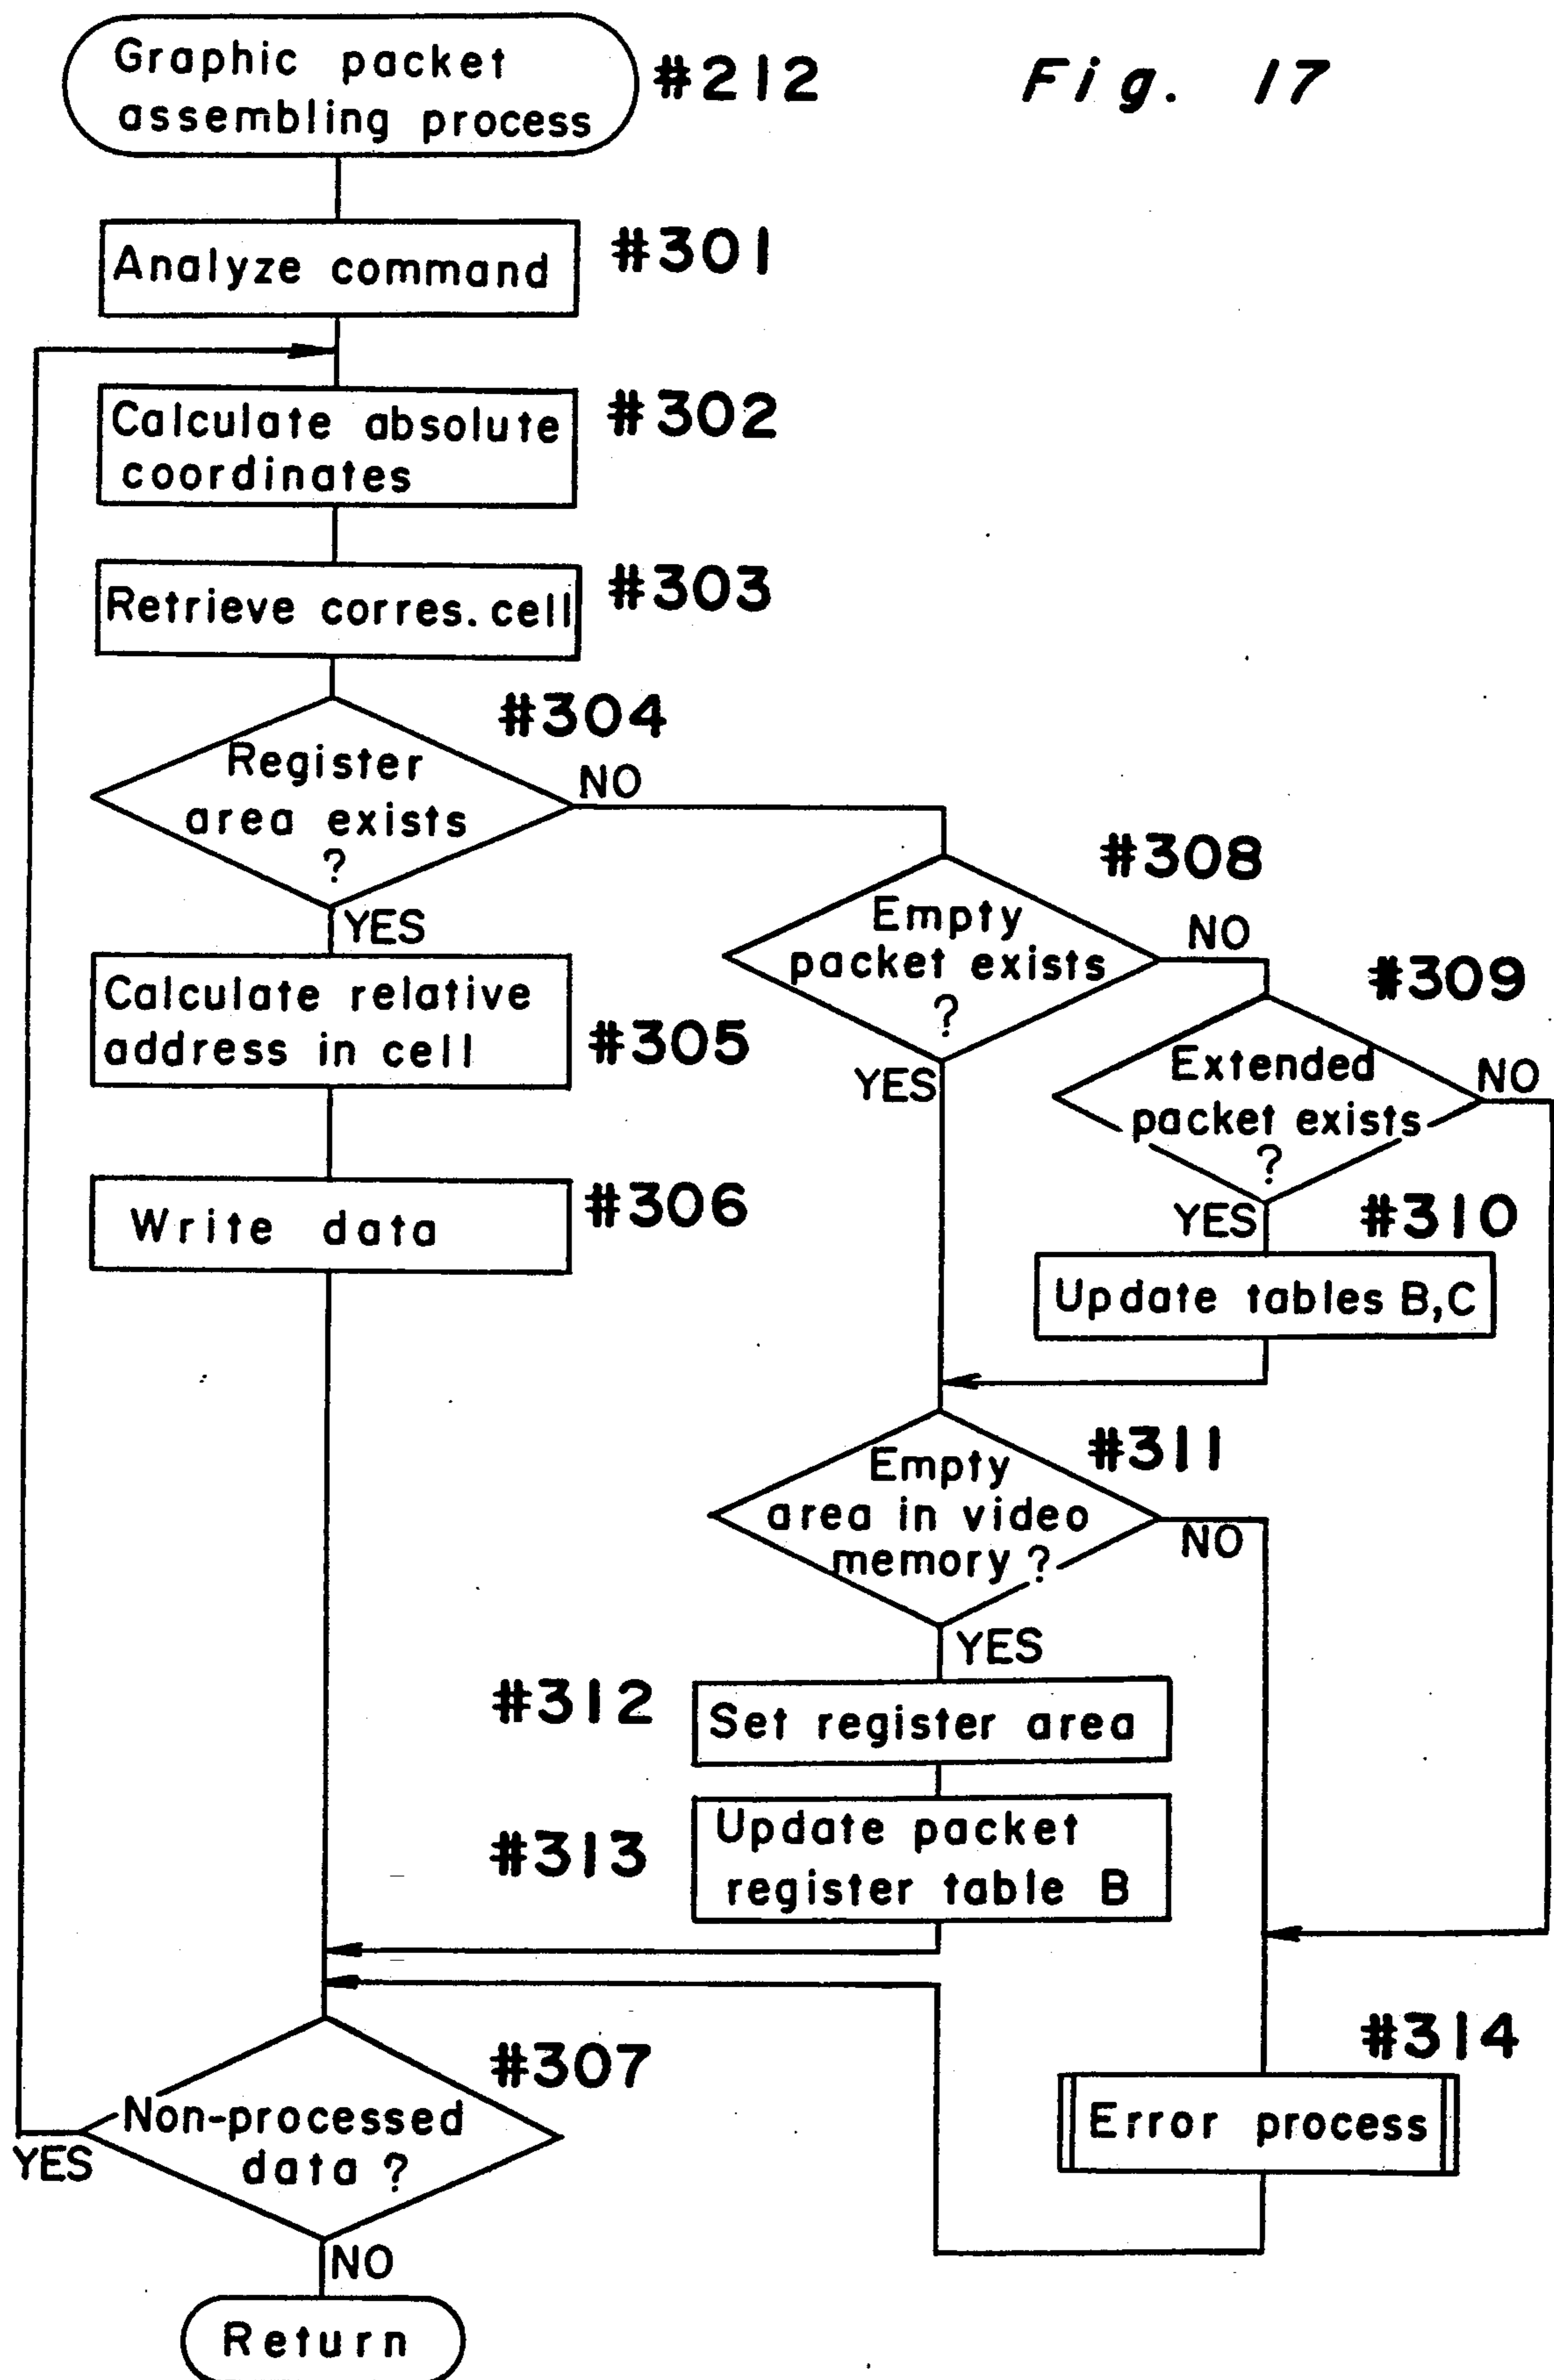 Graphic packet
assembling process
#212
Fig. 17
Analyze command
#301
Calculate absolute
coordinates
#302
Retrieve corres. cell
#303
#304
Register
area exists
?
NO
YES
#308
Empty
packet exists
?
NO
YES
#309
Extended
packet exists
?
NO
YES
#310
Update tables B,C
Calculate relative
address in cell
#305
Write data
#306
#311
Empty
area in video
memory ?
NO
YES
#312
Set register area
#313
Update packet
register table B
#307
Non-processed
data ?
YES
NO
#314
Error process
Return